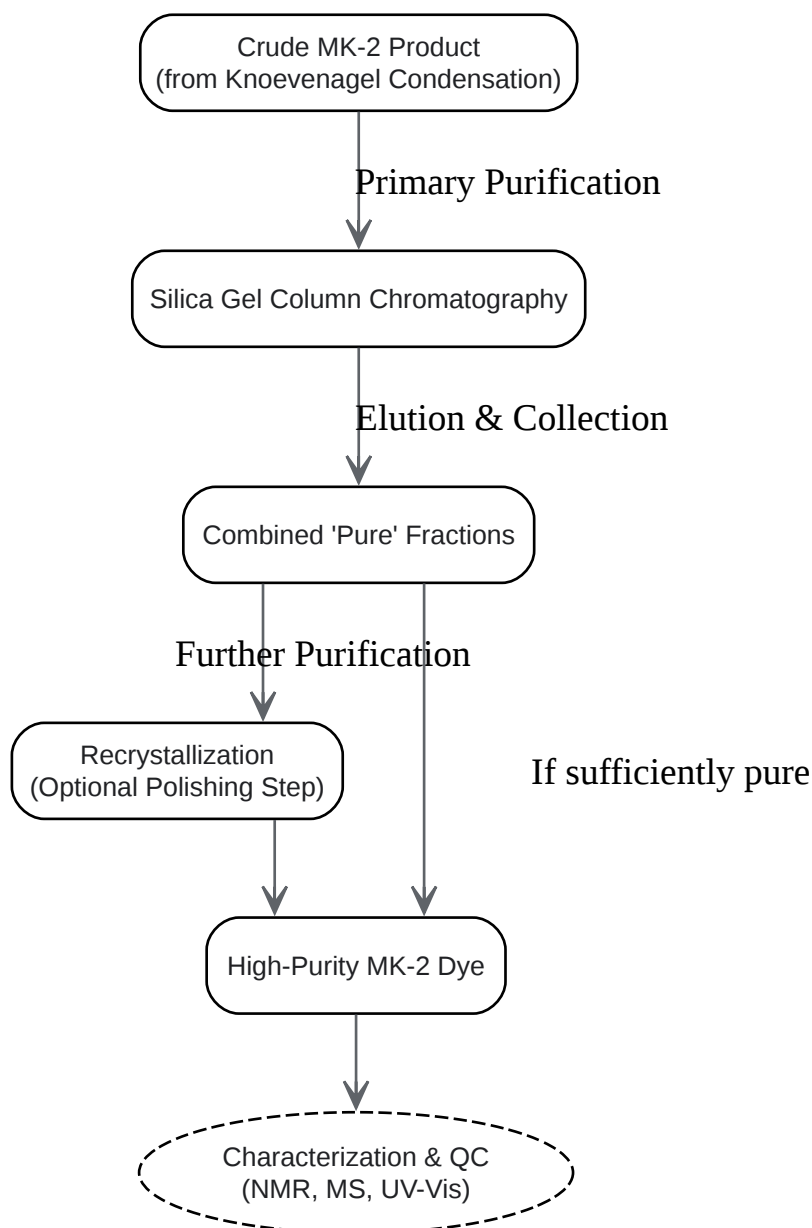 Crude MK-2 Product
(from Knoevenagel Condensation)
Primary Purification
Silica Gel Column Chromatography
Elution & Collection
Combined 'Pure' Fractions
Further Purification
Recrystallization
(Optional Polishing Step)
If sufficiently pure
High-Purity MK-2 Dye
Characterization & QC
(NMR, MS, UV-Vis)